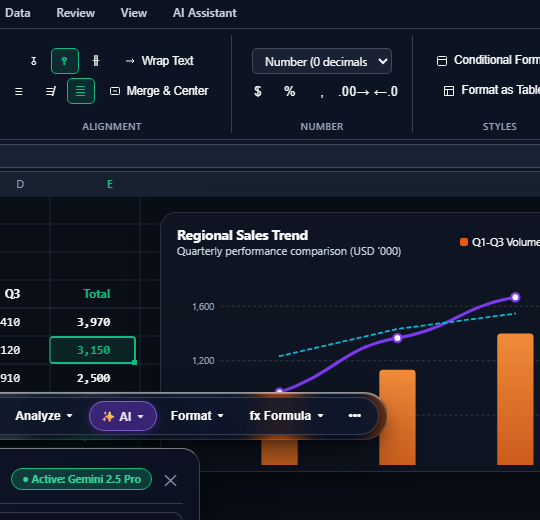 Data Review View AI Assistant
Wrap Text
Number (0 decimals
Conditional Form
Merge & Center
$ % , .00→ ←.0
Format as Table
ALIGNMENT NUMBER STYLES
D E
Regional Sales Trend
Quarterly performance comparison (USD '000)
Q1-Q3 Volume
Q3 Total
410 3,970
120 3,150
910 2,500
1,600
1,200
Analyze ✨ AI Format fx Formula •••
Active: Gemini 2.5 Pro